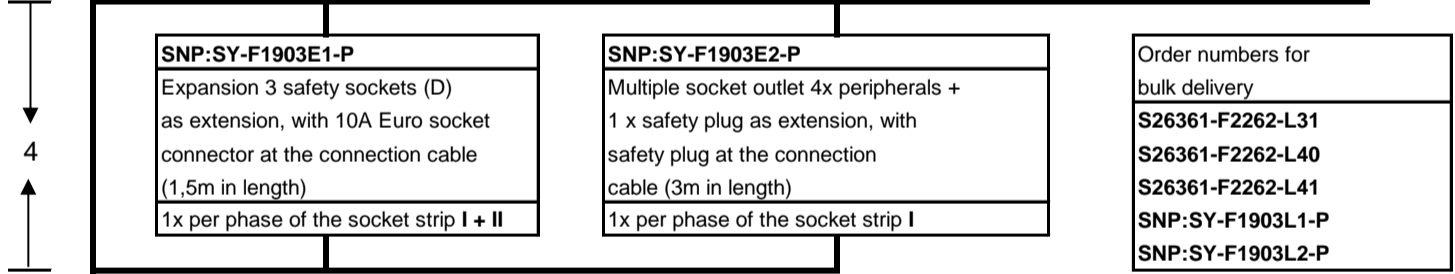 4
SNP:SY-F1903E1-P
Expansion 3 safety sockets (D)
as extension, with 10A Euro socket
connector at the connection cable
(1,5m in length)
1x per phase of the socket strip I + II
SNP:SY-F1903E2-P
Multiple socket outlet 4x peripherals +
1 x safety plug as extension, with
safety plug at the connection
cable (3m in length)
1x per phase of the socket strip I
Order numbers for
bulk delivery
S26361-F2262-L31
S26361-F2262-L40
S26361-F2262-L41
SNP:SY-F1903L1-P
SNP:SY-F1903L2-P